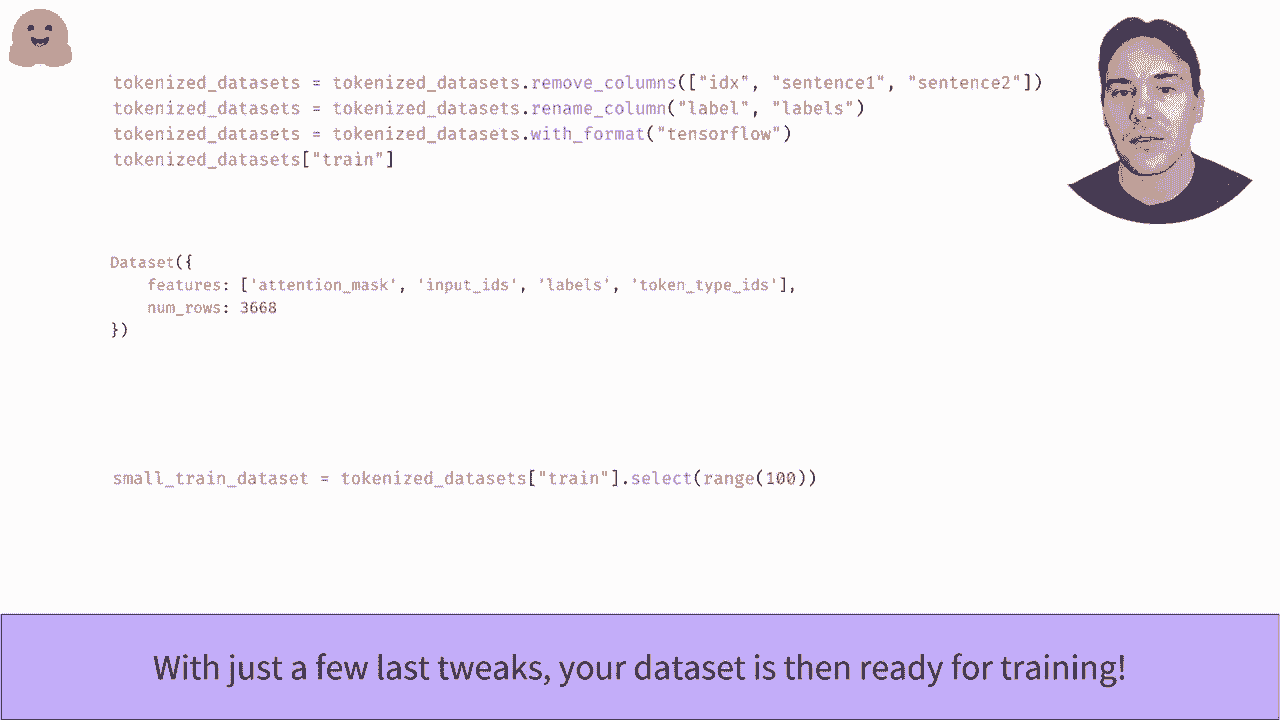 tokenized_datasets = tokenized_datasets.remove_columns(["idx", "sentence1", "sentence2"])
tokenized_datasets = tokenized_datasets.rename_column("label", "labels")
tokenized_datasets = tokenized_datasets.with_format("tensorflow")
tokenized_datasets["train"]
Dataset({
    features: ['attention_mask', 'input_ids', 'labels', 'token_type_ids'],
    num_rows: 3668
})
small_train_dataset = tokenized_datasets["train"].select(range(100))
With just a few last tweaks, your dataset is then ready for training!